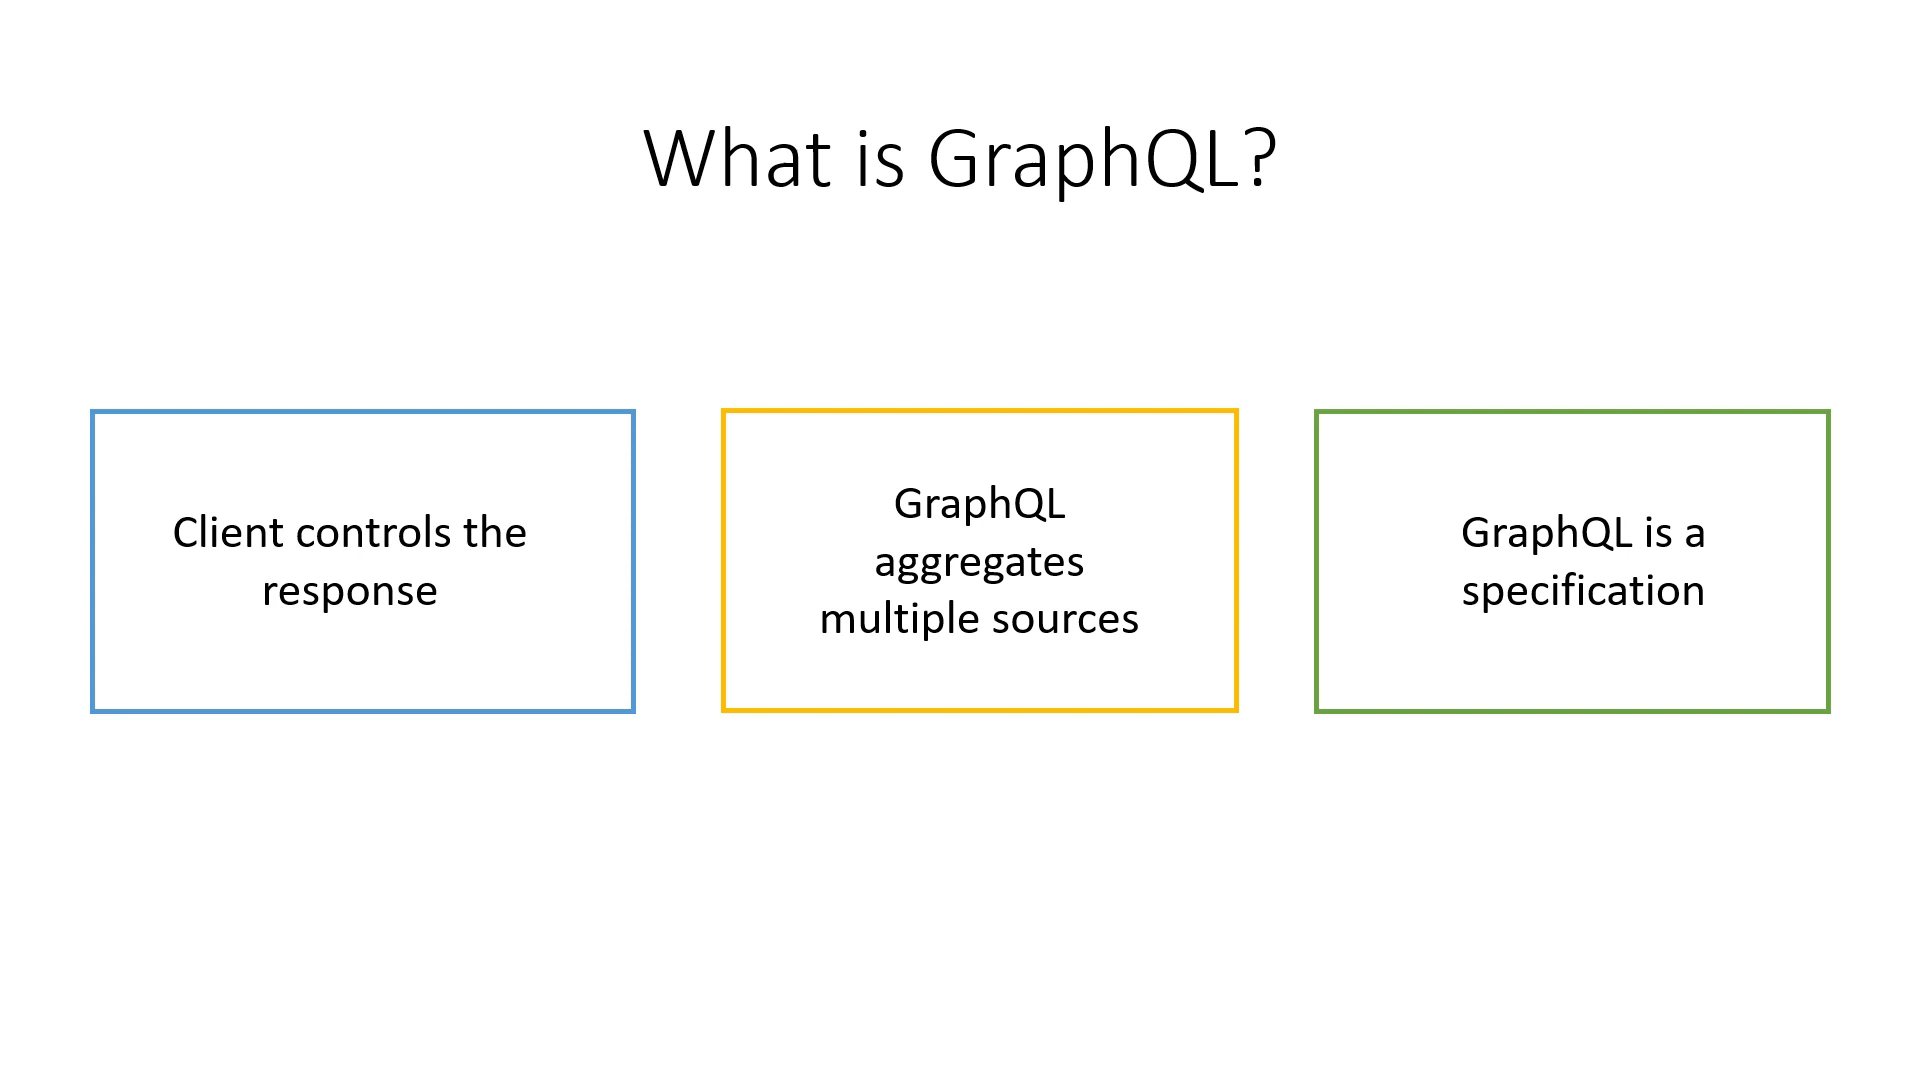 What is GraphQL?
Client controls the
response
GraphQL
aggregates
multiple sources
GraphQL is a
specification